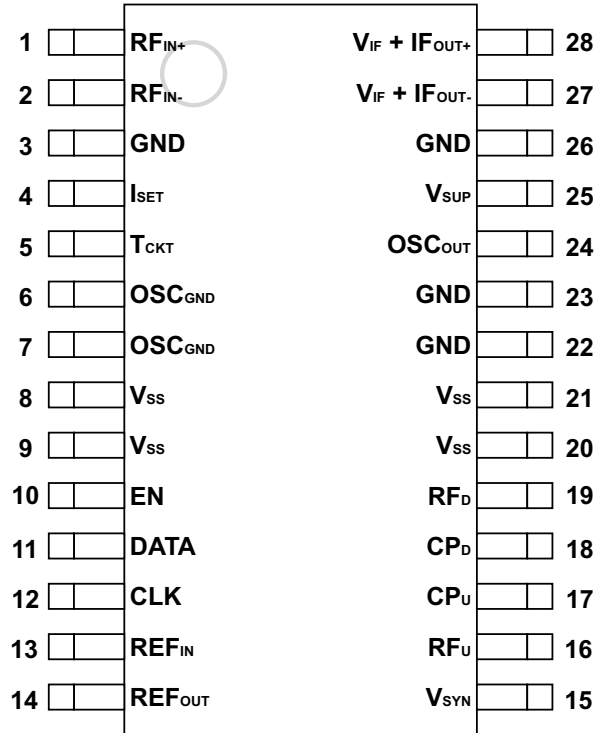 1 RFIN+ VIF + IFOUT+ 28
2 RFIN- VIF + IFOUT- 27
3 GND GND 26
4 ISET VSUP 25
5 TCKT OSCOUT 24
6 OSCGND GND 23
7 OSCGND GND 22
8 VSS VSS 21
9 VSS VSS 20
10 EN RFD 19
11 DATA CPD 18
12 CLK CPU 17
13 REFIN RFU 16
14 REFOUT VSYN 15